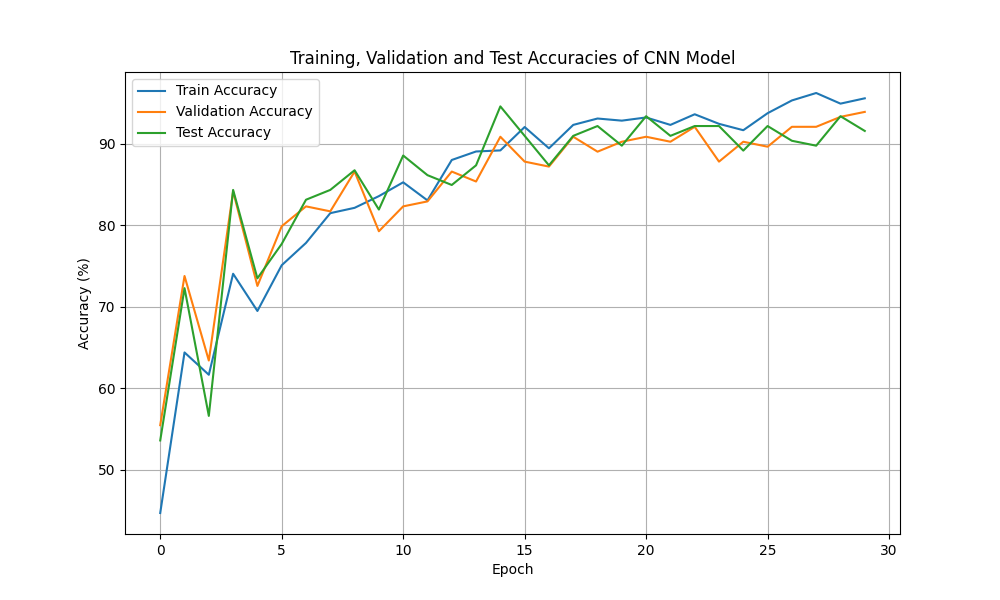 Training, Validation and Test Accuracies of CNN Model
Train Accuracy
Validation Accuracy
Test Accuracy
Accuracy (%)
90
80
70
60
50
0 5 10 15 20 25 30
Epoch